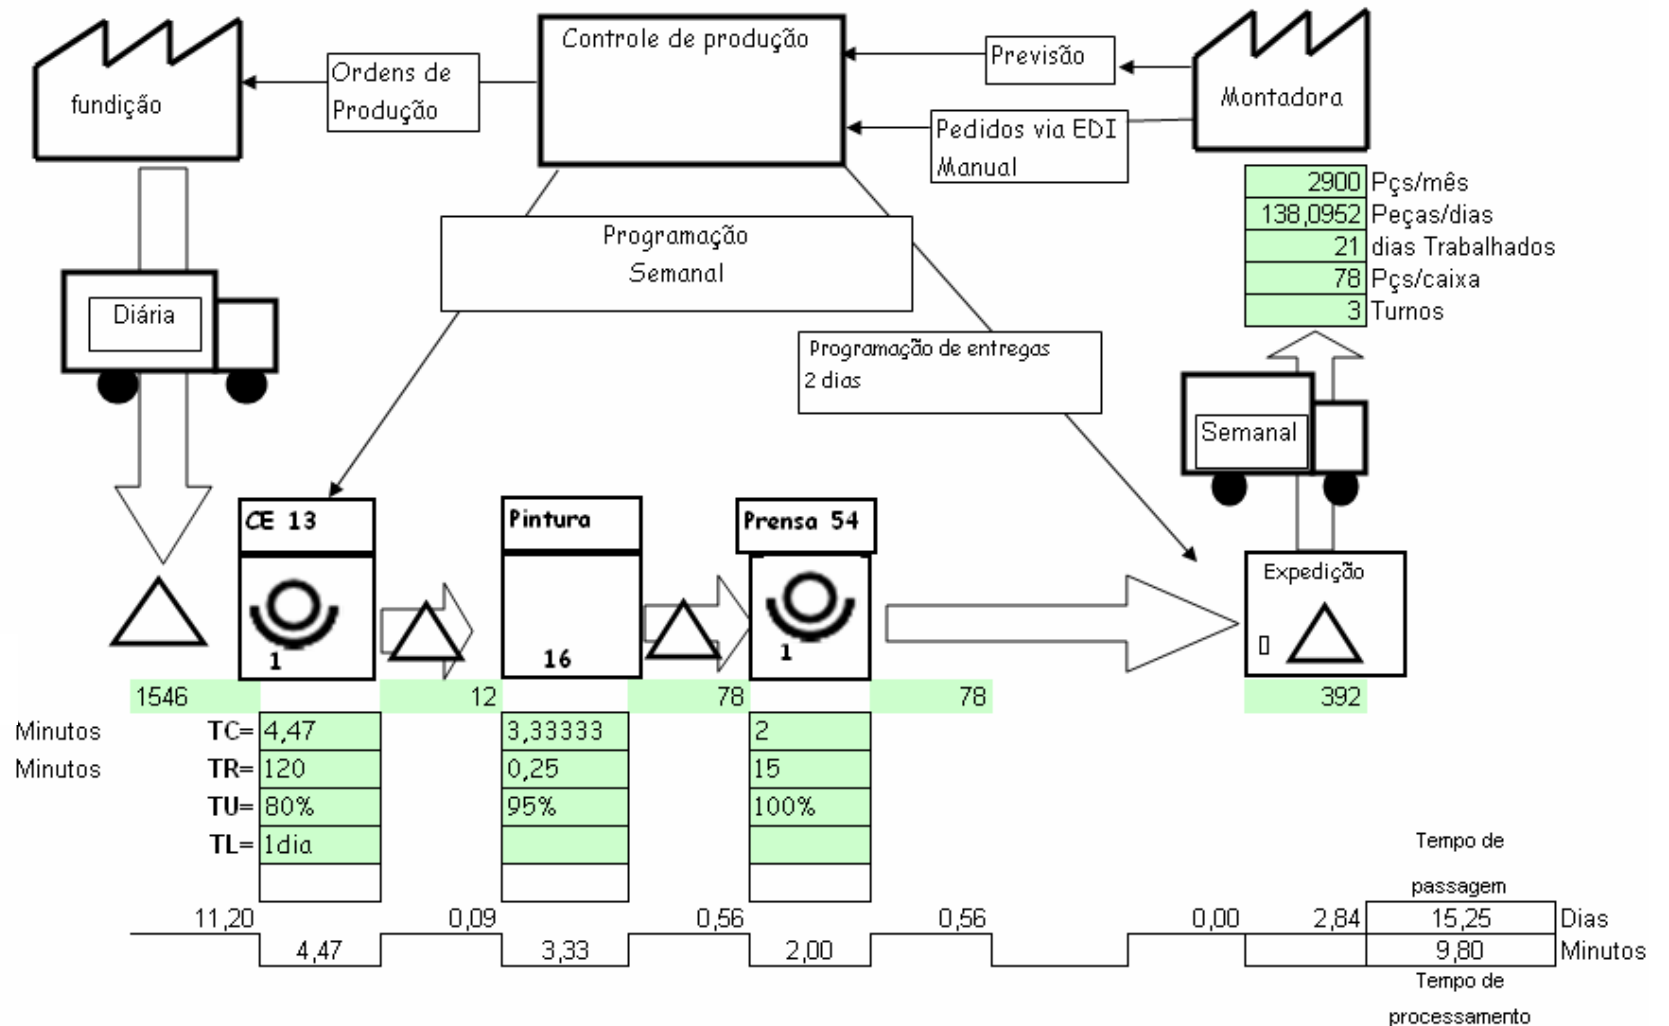 fundição
Ordens de
Produção
Controle de produção
Previsão
Pedidos via EDI
Manual
Montadora
2900 Pçs/mês
138,0952 Peças/dias
21 dias Trabalhados
78 Pçs/caixa
3 Turnos
Programação
Semanal
Diária
Programação de entregas
2 dias
Semanal
CE 13
Pintura
Prensa 54
Expedição
1
16
1
1546
12
78
78
392
Minutos TC= 4,47 3,33333 2
Minutos TR= 120 0,25 15
TU= 80% 95% 100%
TL= 1dia
Tempo de
passagem
11,20 0,09 0,56 0,56 0,00 2,84 15,25 Dias
4,47 3,33 2,00 9,80 Minutos
Tempo de
processamento